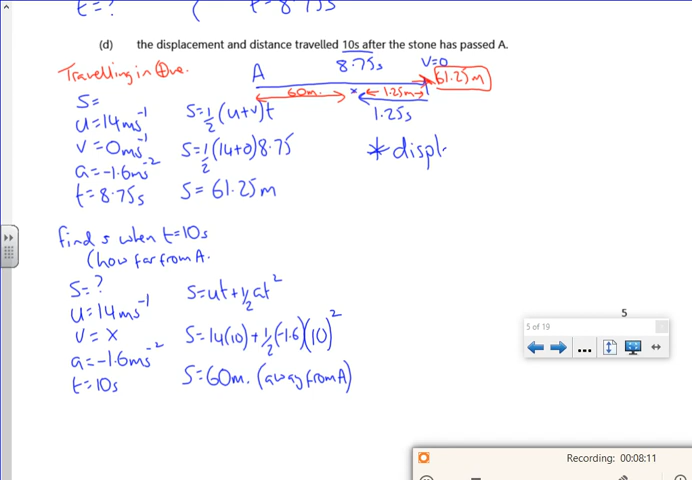 t=?
t=8.75s
(d) the displacement and distance travelled 10s after the stone has passed A.
Travelling in +ve.
A
8.75s
V=0
61.25m
60m.
1.25m
1.25s
S=
u=14ms⁻¹
V=0ms⁻¹
a=-1.6ms⁻²
t=8.75s
S=½(u+v)t
S=½(14+0)8.75
S=61.25m
*displ
find s when t=10s
(how far from A.
S=?
u=14ms⁻¹
V=x
a=-1.6ms⁻²
t=10s
S=ut+½at²
S=14(10)+½(-1.6)(10)²
S=60m. (away from A)
5
5 of 19
Recording: 00:08:11